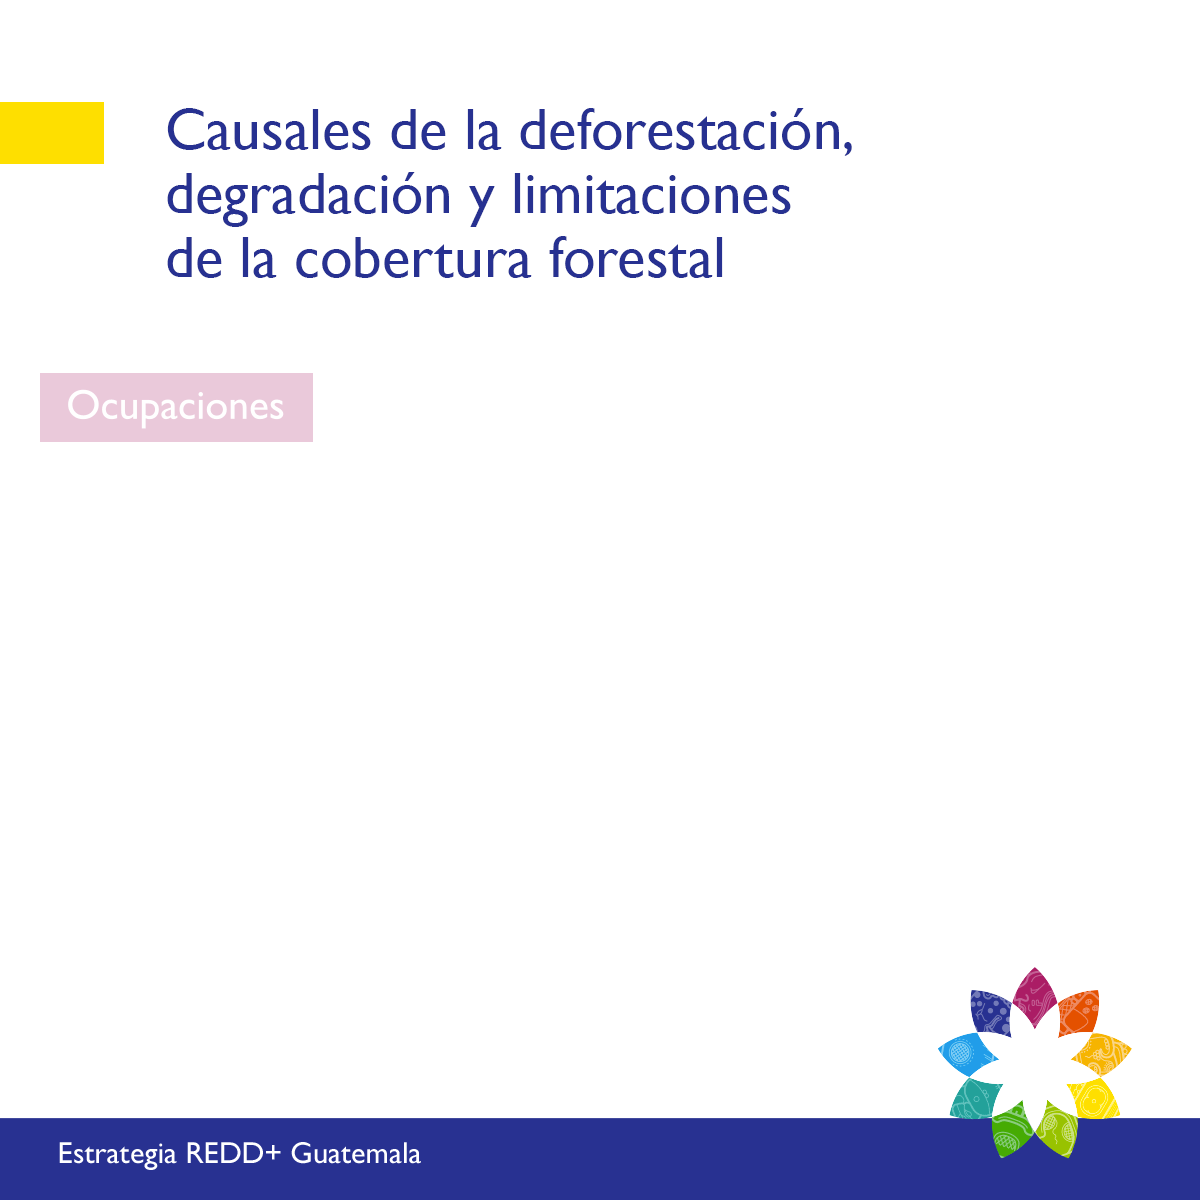 Causales de la deforestación,
degradación y limitaciones
de la cobertura forestal
Ocupaciones
Estrategia REDD+ Guatemala